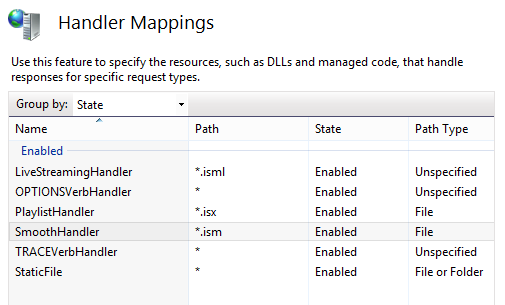 Handler Mappings
Use this feature to specify the resources, such as DLLs and managed code, that handle
responses for specific request types.
Group by: State
Name Path State Path Type
Enabled
LiveStreamingHandler *.isml Enabled Unspecified
OPTIONSVerbHandler * Enabled Unspecified
PlaylistHandler *.isx Enabled File
SmoothHandler *.ism Enabled File
TRACEVerbHandler * Enabled Unspecified
StaticFile * Enabled File or Folder